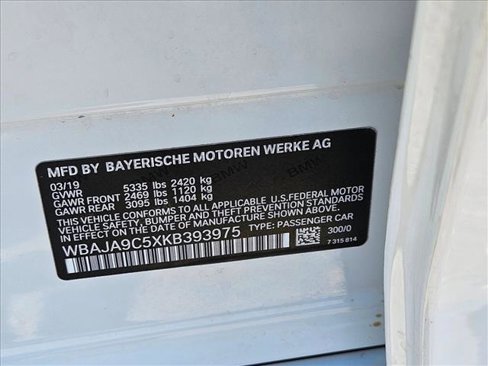 MFD BY BAYERISCHE MOTOREN WERKE AG
03/19 5335 lbs 2420 kg
GVWR
GAWR FRONT 2469 lbs 1120 kg
GAWR REAR 3095 lbs 1404 kg
THIS VEHICLE CONFORMS TO ALL APPLICABLE U.S. FEDERAL MOTOR
VEHICLE SAFETY, BUMPER, AND THEFT PREVENTION STANDARDS IN
EFFECT ON THE DATE OF MANUFACTURE SHOWN ABOVE.
WBAJA9C5XKB393975 TYPE: PASSENGER CAR
300/0
7 315 814
BMW